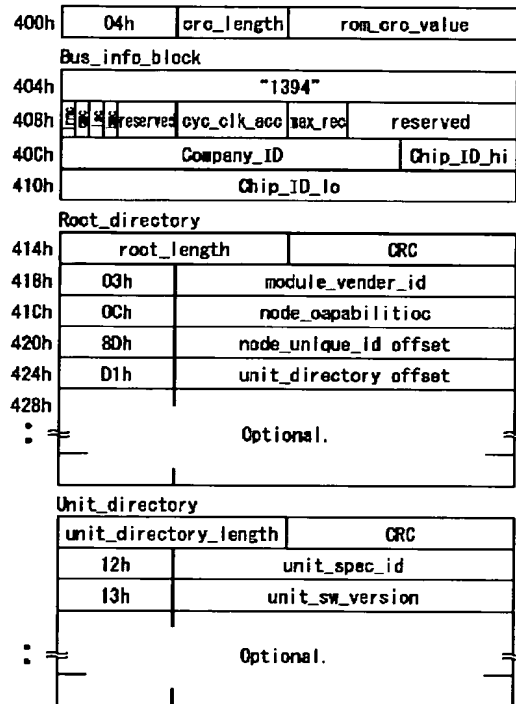 400h 04h crc_length rom_crc_value
Bus_info_block
404h "1394"
408h reserved cyc_clk_acc max_rec reserved
40Ch Company_ID Chip_ID_hi
410h Chip_ID_lo
Root_directory
414h root_length CRC
418h 03h module_vender_id
41Ch 0Ch node_capabilities
420h 8Dh node_unique_id offset
424h D1h unit_directory offset
428h
: Optional.
Unit_directory
unit_directory_length CRC
12h unit_spec_id
13h unit_sw_version
: Optional.